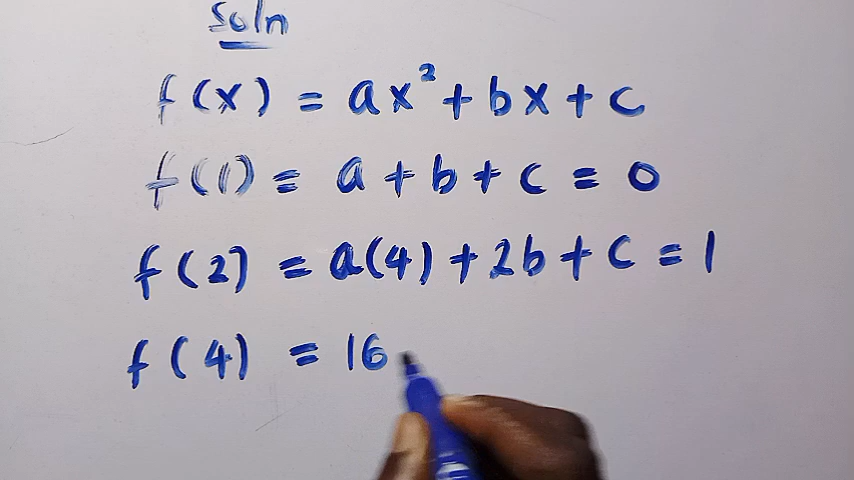 Soln
f(x) = ax² + bx + c
f(1) = a + b + c = 0
f(2) = a(4) + 2b + c = 1
f(4) = 16